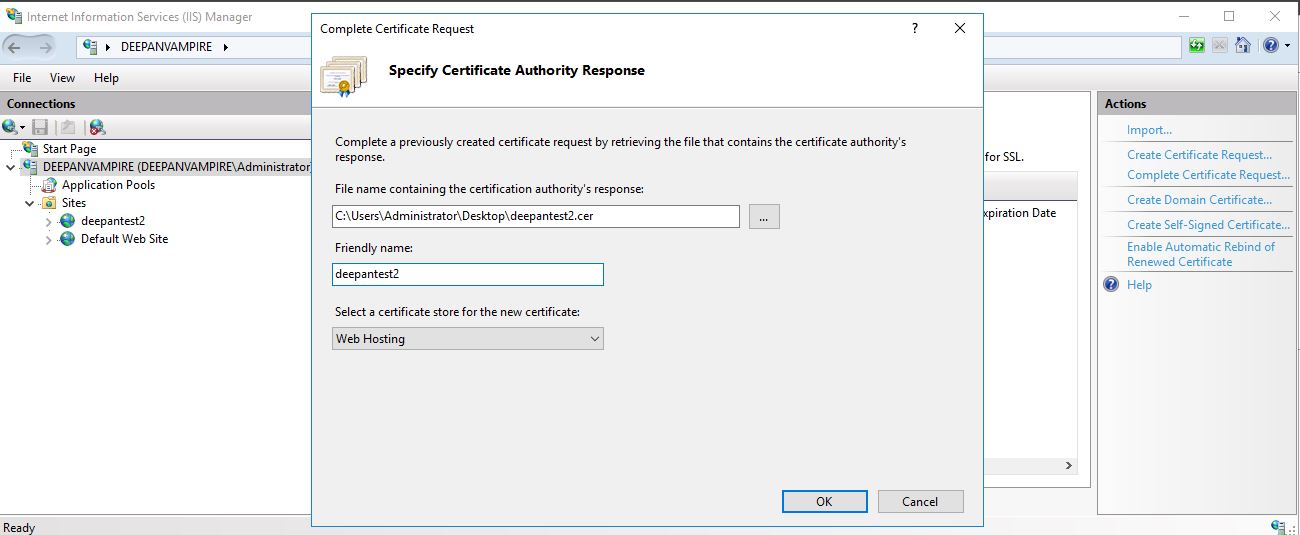 Internet Information Services (IIS) Manager
DEEPANVAMPIRE
File View Help
Connections
Start Page
DEEPANVAMPIRE (DEEPANVAMPIRE\Administrator
Application Pools
Sites
deepantest2
Default Web Site
Complete Certificate Request
?
Specify Certificate Authority Response
Complete a previously created certificate request by retrieving the file that contains the certificate authority's
response.
File name containing the certification authority's response:
C:\Users\Administrator\Desktop\deepantest2.cer
...
Friendly name:
deepantest2
Select a certificate store for the new certificate:
Web Hosting
OK Cancel
for SSL.
xpiration Date
Actions
Import...
Create Certificate Request...
Complete Certificate Request...
Create Domain Certificate...
Create Self-Signed Certificate...
Enable Automatic Rebind of
Renewed Certificate
Help
Ready